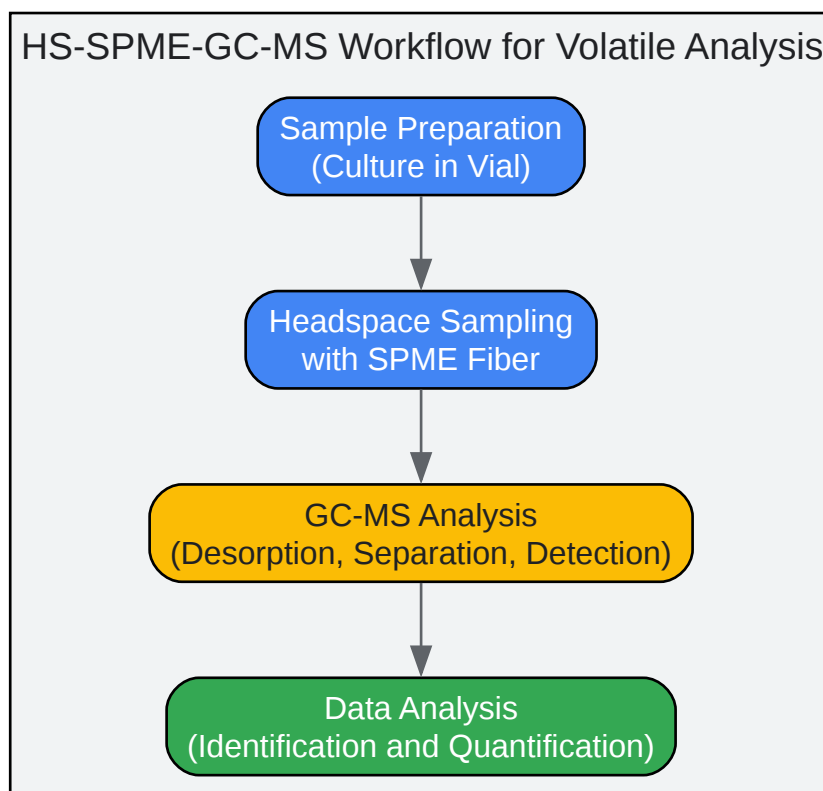 HS-SPME-GC-MS Workflow for Volatile Analysis
Sample Preparation
(Culture in Vial)
Headspace Sampling
with SPME Fiber
GC-MS Analysis
(Desorption, Separation, Detection)
Data Analysis
(Identification and Quantification)